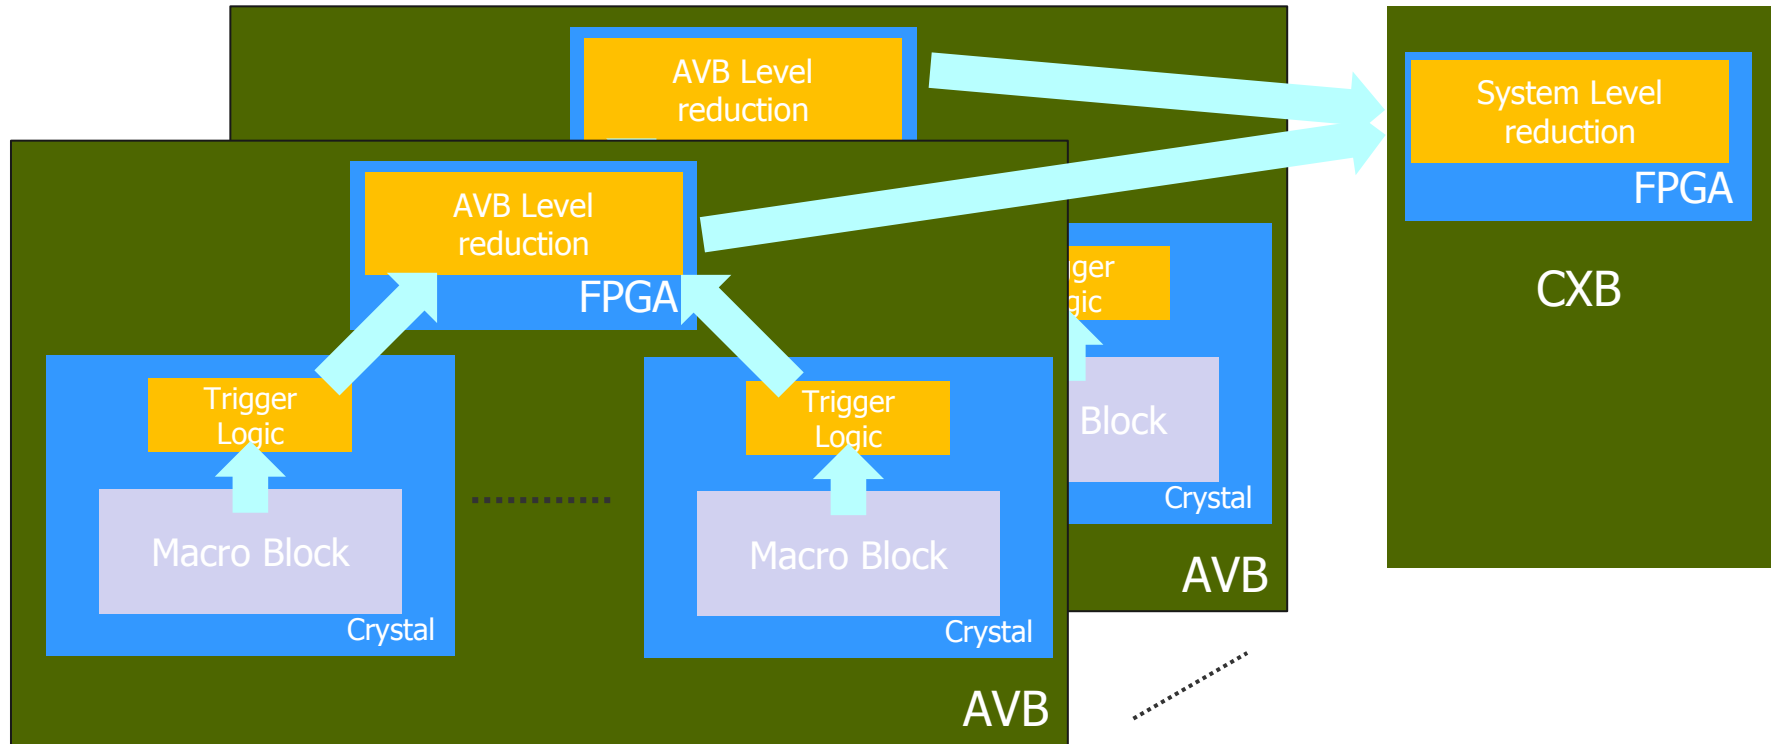 AVB Level
reduction
System Level
reduction
FPGA
CXB
AVB Level
reduction
FPGA
Trigger
Logic
Macro Block
Crystal
Trigger
Logic
Macro Block
Crystal
AVB
ger
gic
Block
Crystal
AVB